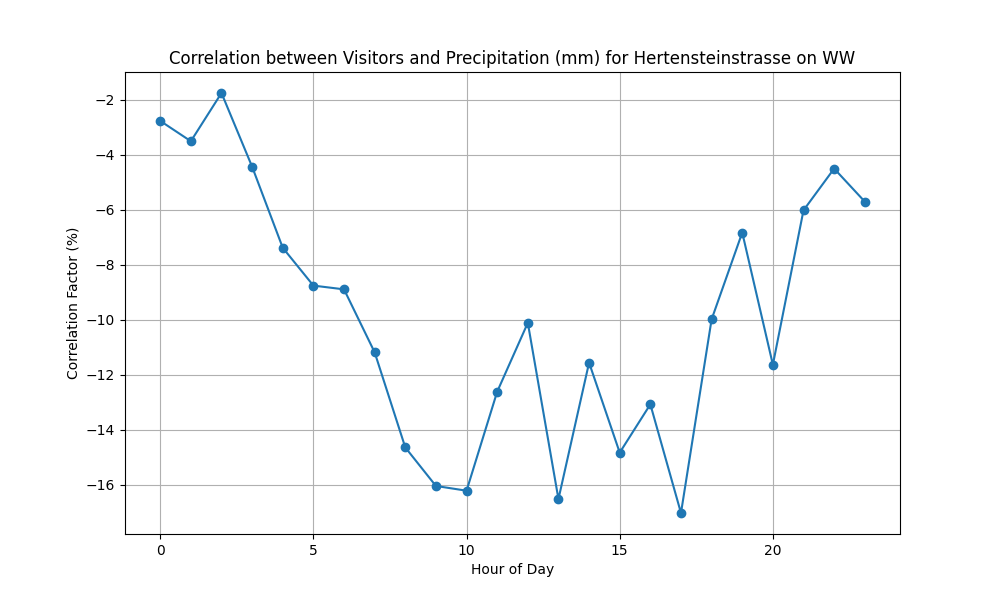 Correlation between Visitors and Precipitation (mm) for Hertensteinstrasse on WW
Correlation Factor (%)
−2
−4
−6
−8
−10
−12
−14
−16
0 5 10 15 20
Hour of Day